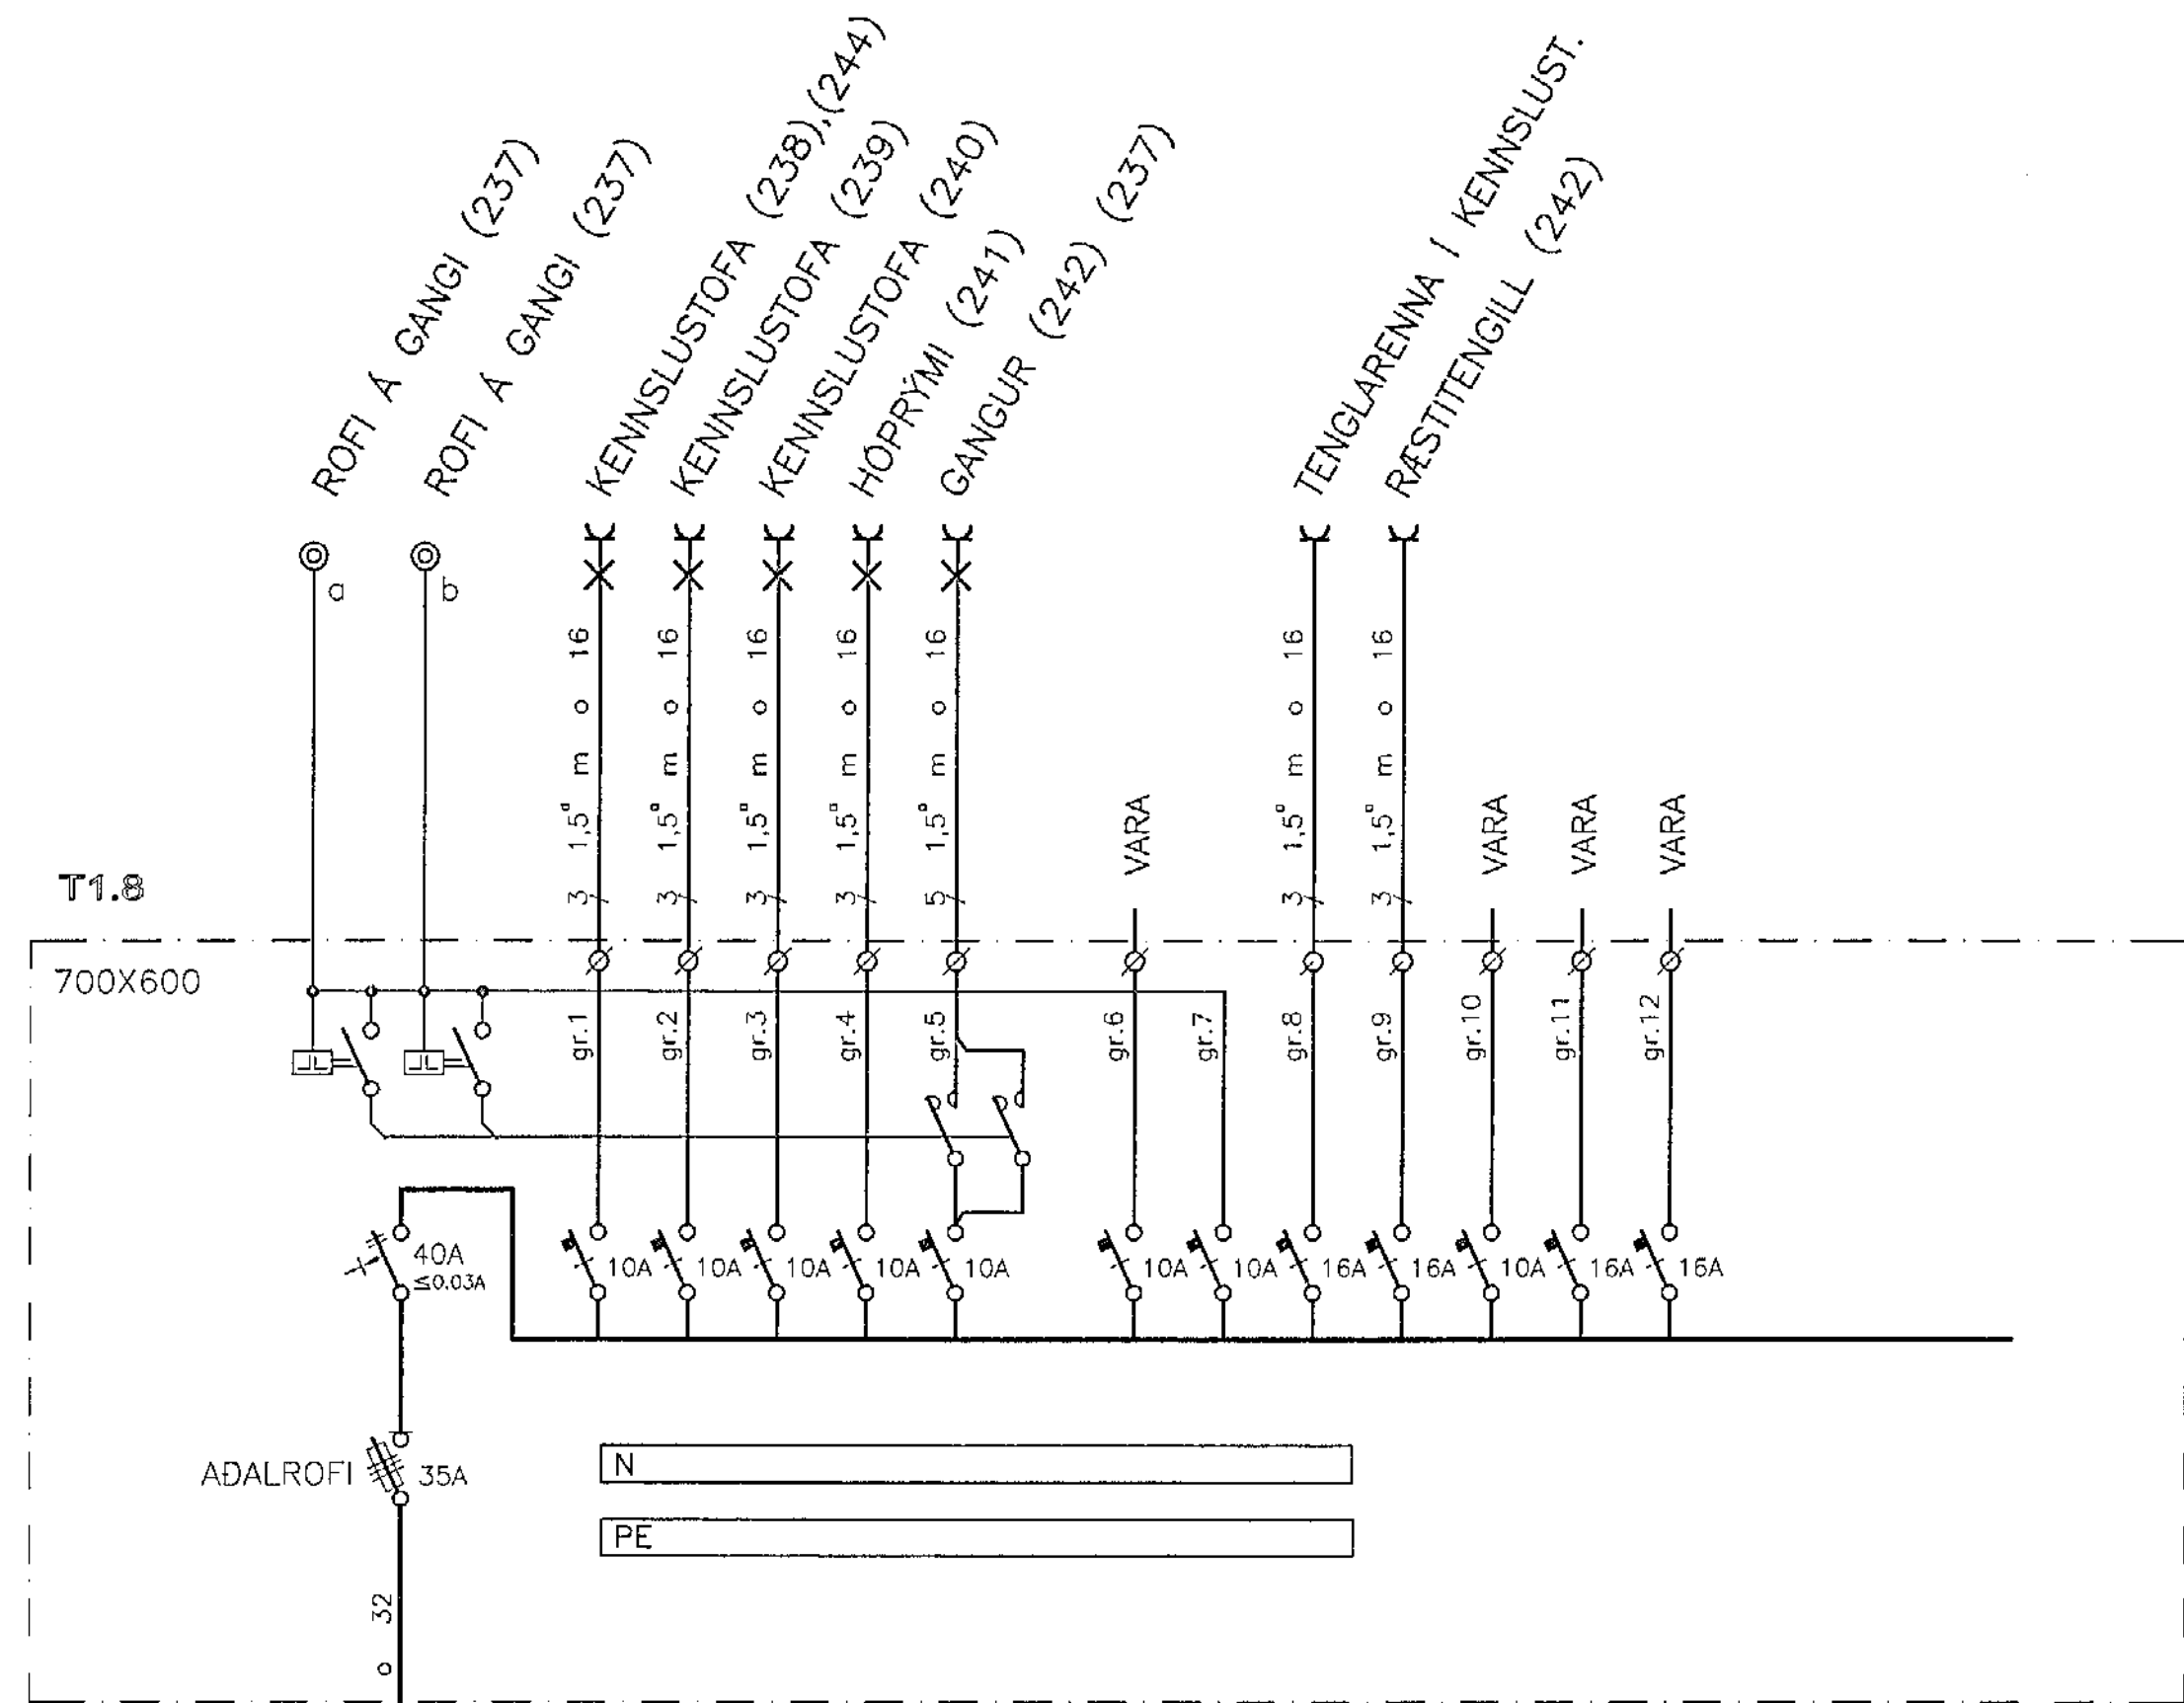 ROFI Á GANGI (237)
ROFI Á GANGI (237)
KENNSLUSTOFA (238),(244)
KENNSLUSTOFA (239)
KENNSLUSTOFA (240)
HÓPRÝMI (241)
GANGUR (242) (237)
TENGLARENNA Í KENNSLUST.
RÆSTITENGILL (242)
a
b
3 1,5□ m o 16
3 1,5□ m o 16
3 1,5□ m o 16
3 1,5□ m o 16
5 1,5□ m o 16
VARA
3 1,5□ m o 16
3 1,5□ m o 16
VARA
VARA
VARA
T1.8
700X600
gr.1
gr.2
gr.3
gr.4
gr.5
gr.6
gr.7
gr.8
gr.9
gr.10
gr.11
gr.12
40A
≤0.03A
10A
10A
10A
10A
10A
10A
10A
16A
16A
10A
16A
16A
AÐALROFI
35A
N
PE
o 32